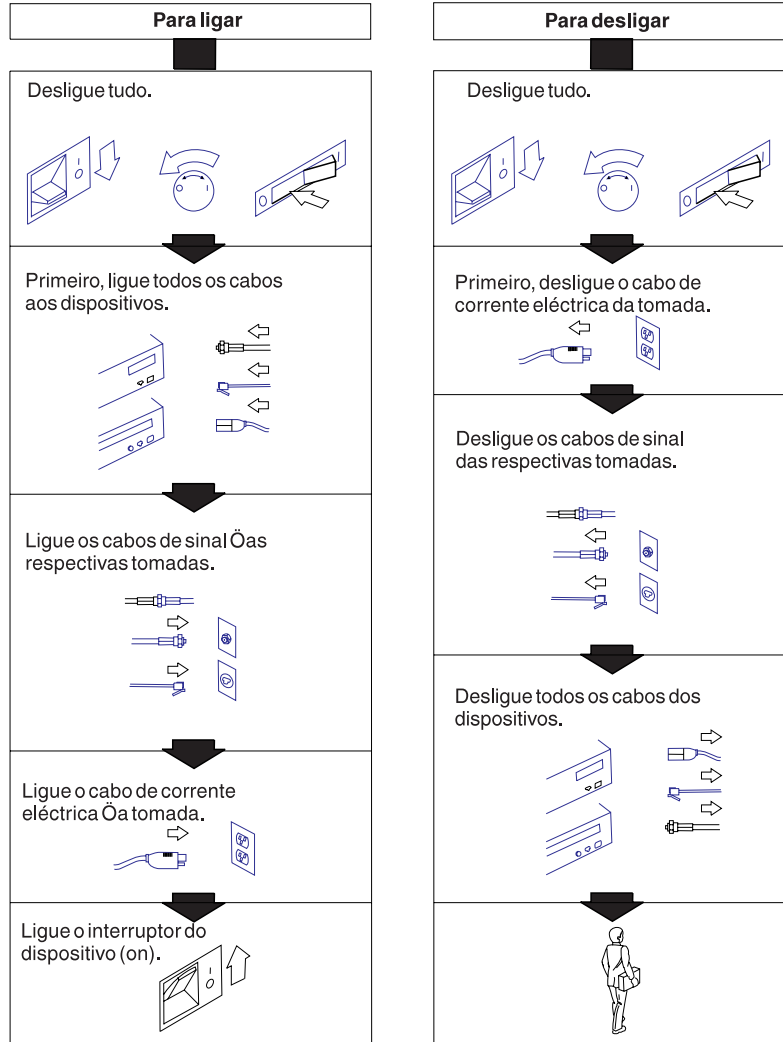 Para ligar
Desligue tudo.
Primeiro, ligue todos os cabos
aos dispositivos.
Ligue os cabos de sinal Öas
respectivas tomadas.
Ligue o cabo de corrente
eléctrica Öa tomada.
Ligue o interruptor do
dispositivo (on).
Para desligar
Desligue tudo.
Primeiro, desligue o cabo de
corrente eléctrica da tomada.
Desligue os cabos de sinal
das respectivas tomadas.
Desligue todos os cabos dos
dispositivos.